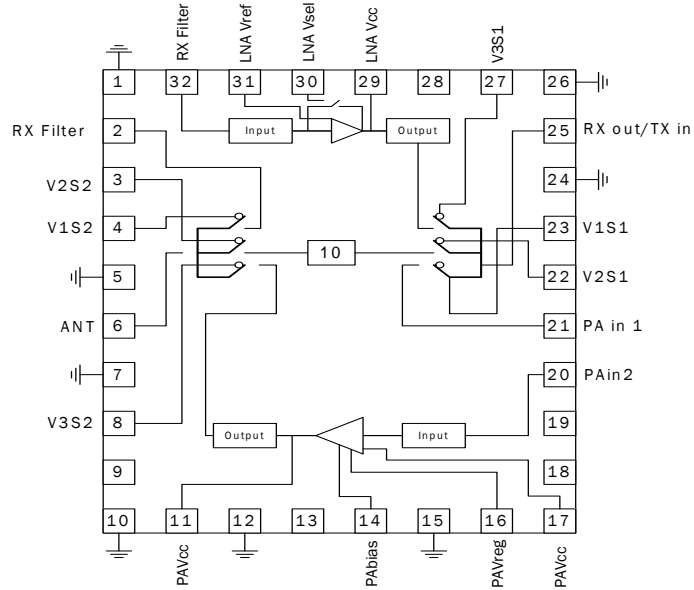 RX Filter
LNA Vref
LNA Vsel
LNA Vcc
V3S1
1
32
31
30
29
28
27
26
RX Filter
2
Input
Output
25
RX out/TX in
V2S2
3
24
V1S2
4
23
V1S1
5
10
22
V2S1
ANT
6
21
PA in 1
7
20
PAin2
V3S2
8
Output
Input
19
9
18
10
11
12
13
14
15
16
17
PAVcc
PAbias
PAVreg
PAVcc